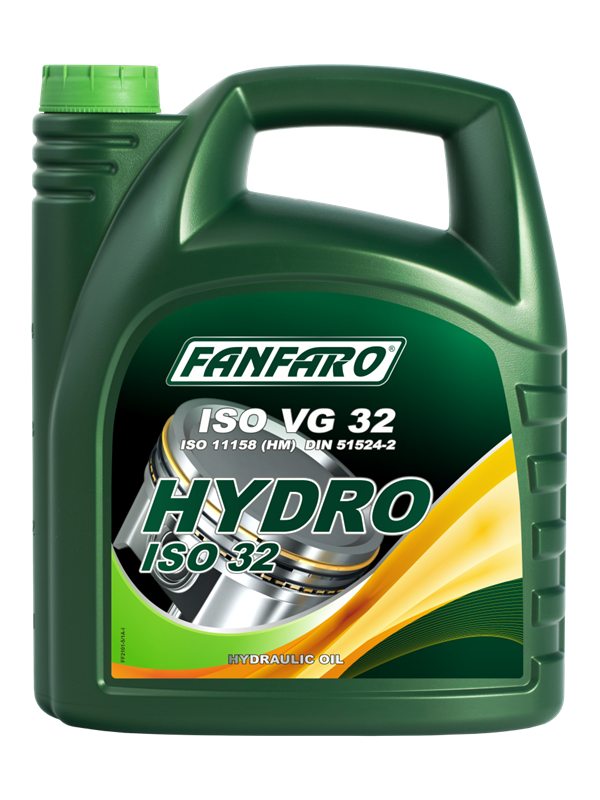 FANFARO®
ISO VG 32
ISO 11158 (HM) DIN 51524-2
HYDRO
ISO 32
HYDRAULIC OIL